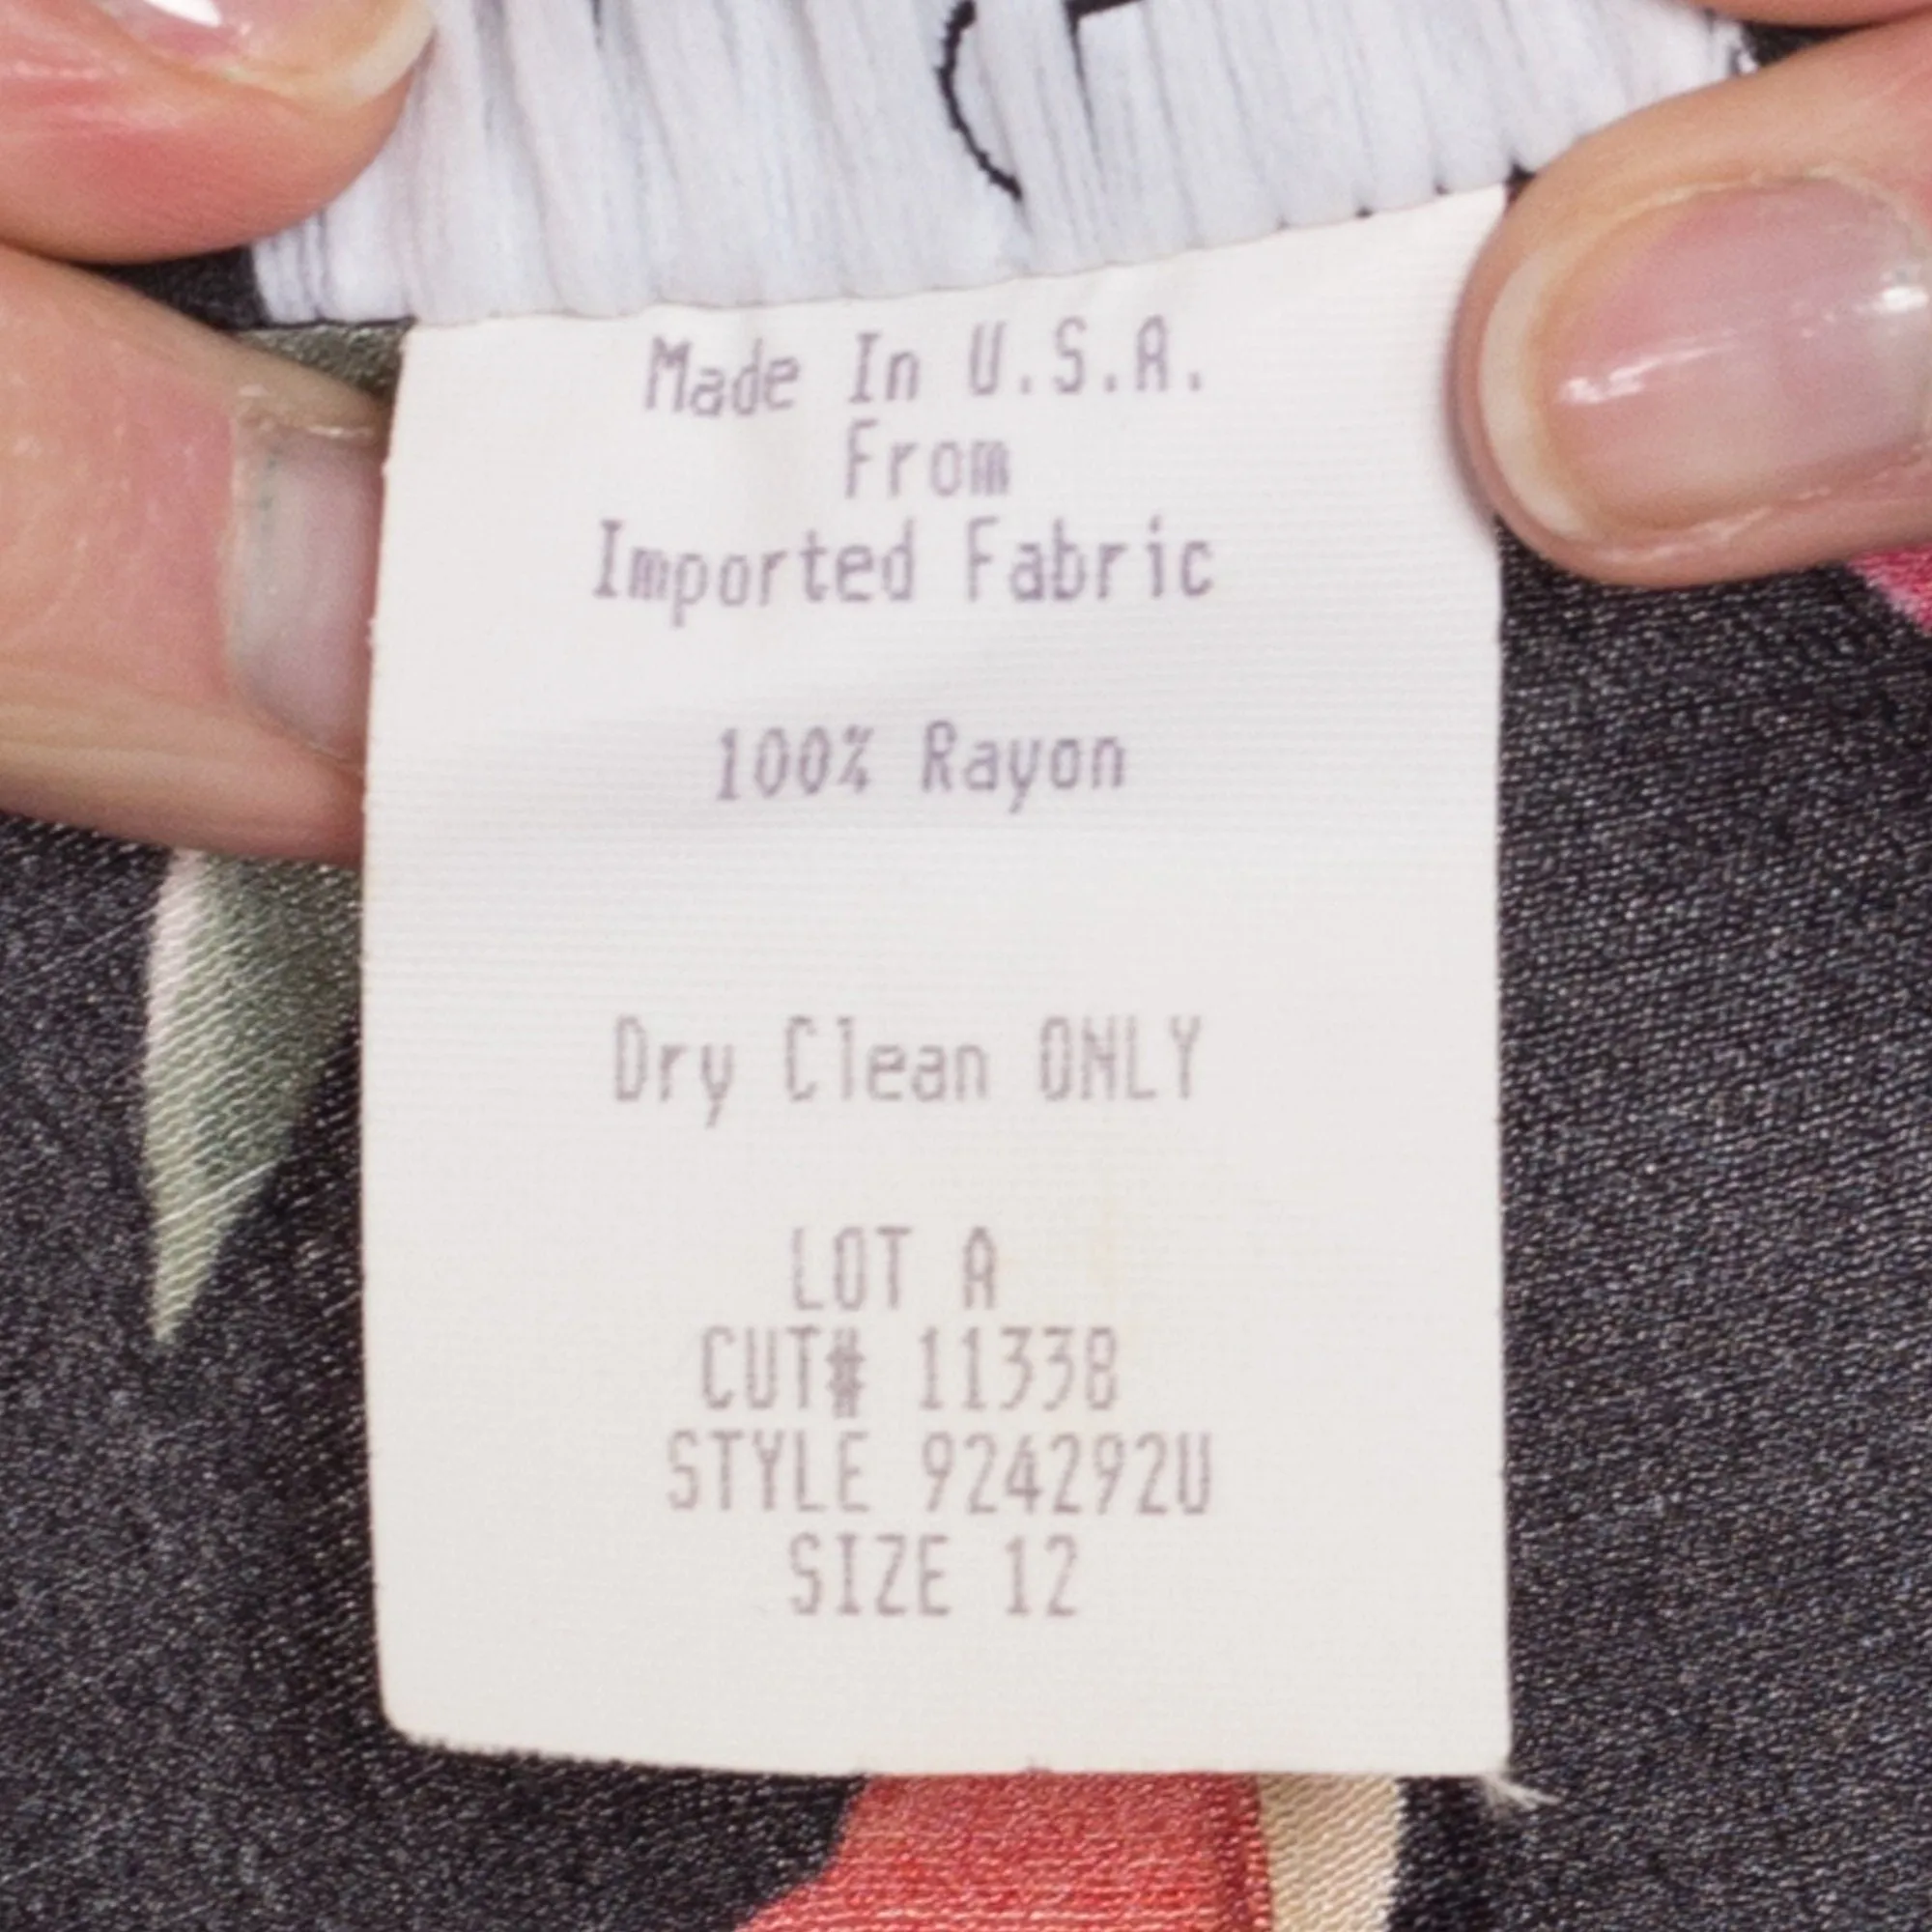 Made In U.S.A.
From
Imported Fabric
100% Rayon
Dry Clean ONLY
LOT A
CUT# 11338
STYLE 924292U
SIZE 12